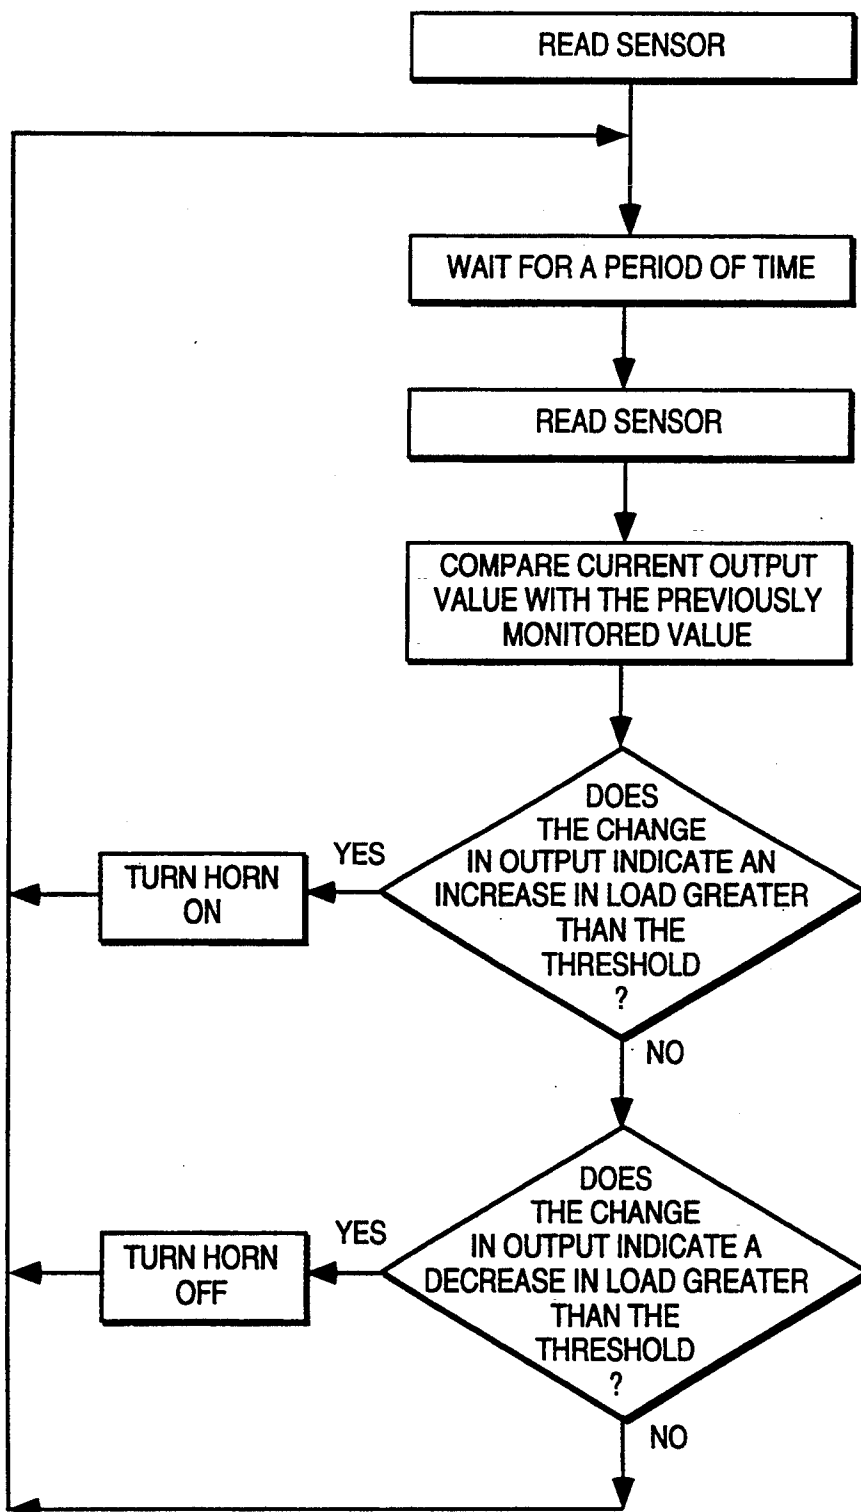 READ SENSOR
WAIT FOR A PERIOD OF TIME
READ SENSOR
COMPARE CURRENT OUTPUT
VALUE WITH THE PREVIOUSLY
MONITORED VALUE
DOES
THE CHANGE
IN OUTPUT INDICATE AN
INCREASE IN LOAD GREATER
THAN THE
THRESHOLD
?
YES
TURN HORN
ON
NO
DOES
THE CHANGE
IN OUTPUT INDICATE A
DECREASE IN LOAD GREATER
THAN THE
THRESHOLD
?
YES
TURN HORN
OFF
NO